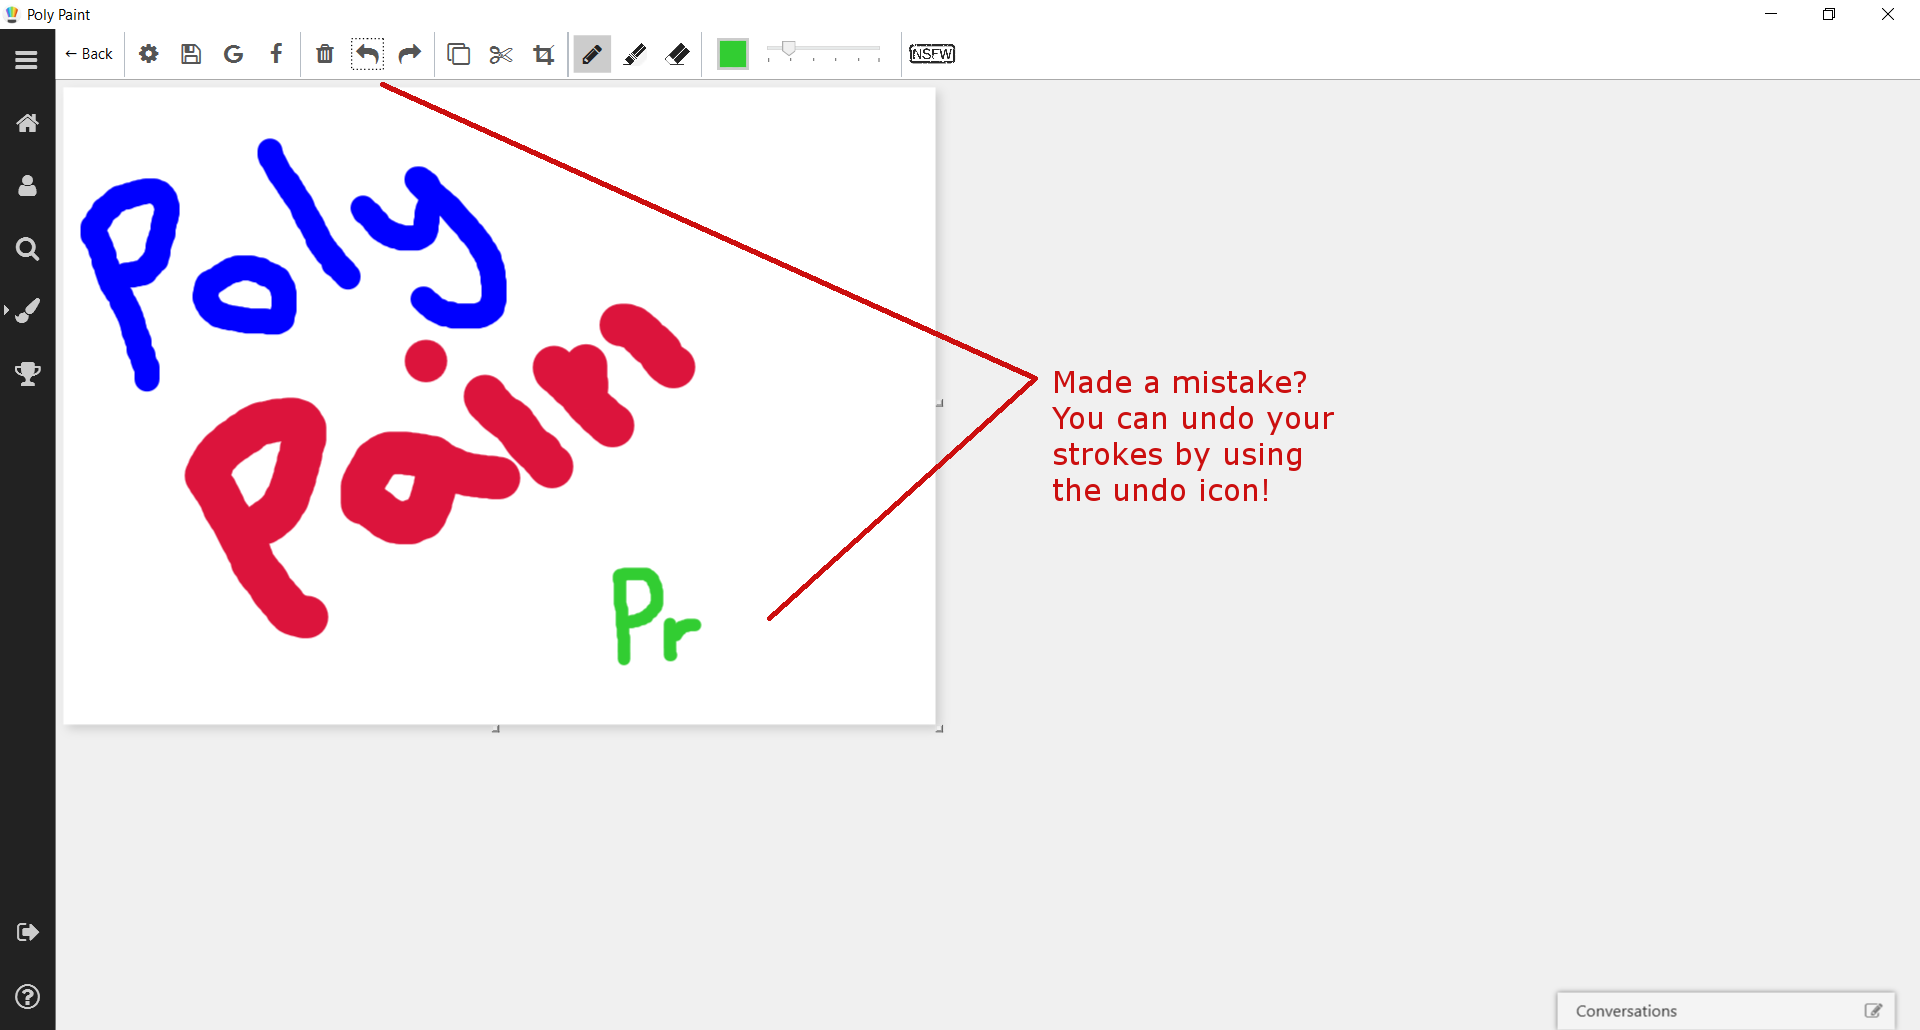 Poly Paint
← Back
NSFW
Poly
Pain
Pr
Made a mistake?
You can undo your
strokes by using
the undo icon!
Conversations